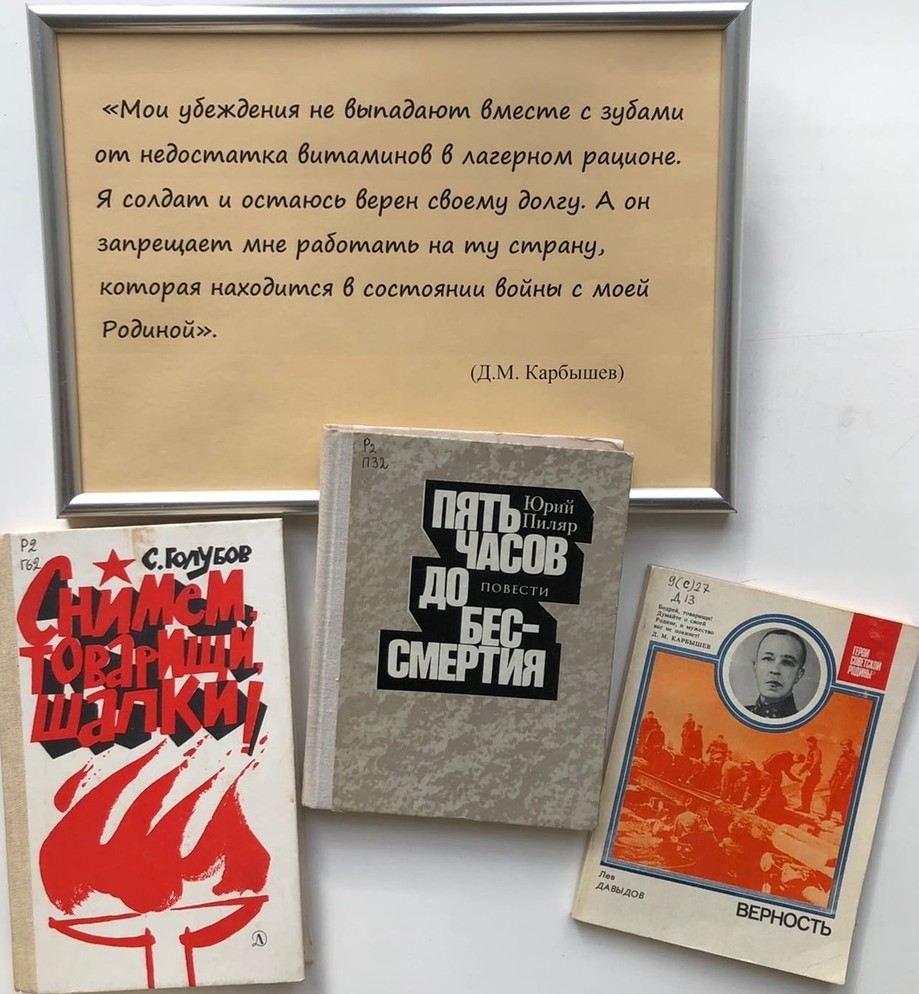 «Мои убеждения не выпадают вместе с зубами
от недостатка витаминов в лагерном рационе.
Я солдат и остаюсь верен своему долгу. А он
запрещает мне работать на ту страну,
которая находится в состоянии войны с моей
Родиной».
(Д.М. Карбышев)
Р2
Г62
С. Голубов
Снимем,
товарищи,
шапки!
Р2
П32
Юрий
Пиляр
ПЯТЬ
ЧАСОВ
ДО
БЕС-
СМЕРТИЯ
ПОВЕСТИ
9(С)27
Д 13
Бодрей, товарищи!
Думайте о своей
Родине, и мужество
вас не покинет!
Д. М. КАРБЫШЕВ
ГЕРОИ
СОВЕТСКОЙ
РОДИНЫ
Лев
ДАВЫДОВ
ВЕРНОСТЬ